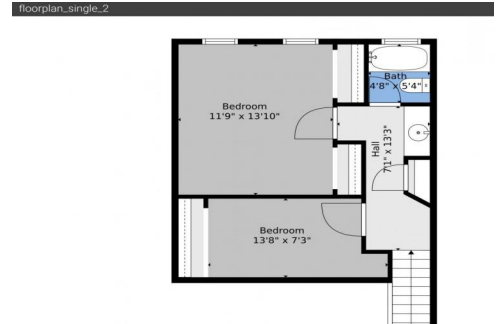 floorplan_single_2
Bath
4'8" x 5'4"
Bedroom
11'9" x 13'10"
Hall
7'1" x 13'3"
Bedroom
13'8" x 7'3"